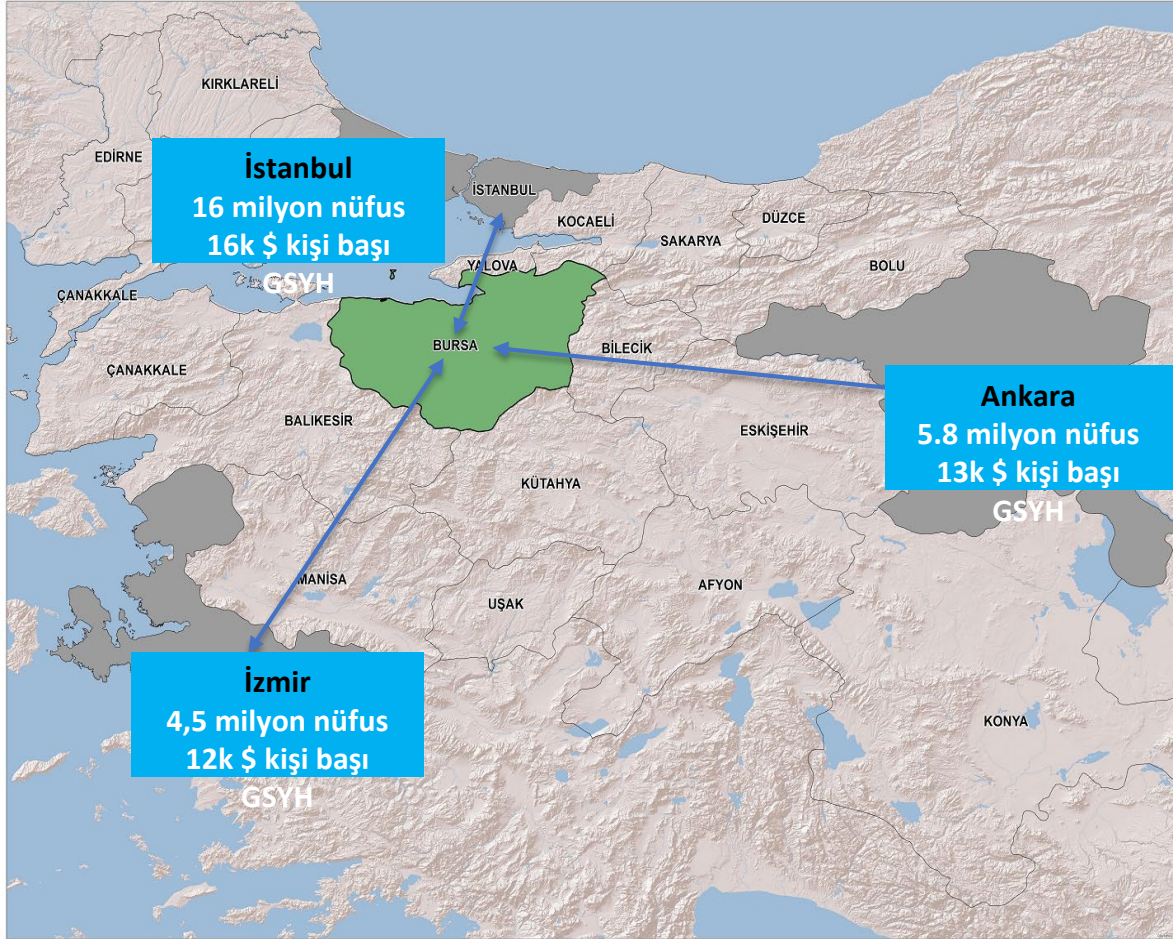 KIRKLARELİ
EDİRNE
İstanbul
16 milyon nüfus
16k $ kişi başı
GSYH
İSTANBUL
KOCAELİ
DÜZCE
SAKARYA
YALOVA
BOLU
ÇANAKKALE
BURSA
BİLECİK
ÇANAKKALE
Ankara
5.8 milyon nüfus
13k $ kişi başı
GSYH
BALIKESİR
ESKİŞEHİR
KÜTAHYA
MANİSA
UŞAK
AFYON
İzmir
4,5 milyon nüfus
12k $ kişi başı
GSYH
KONYA